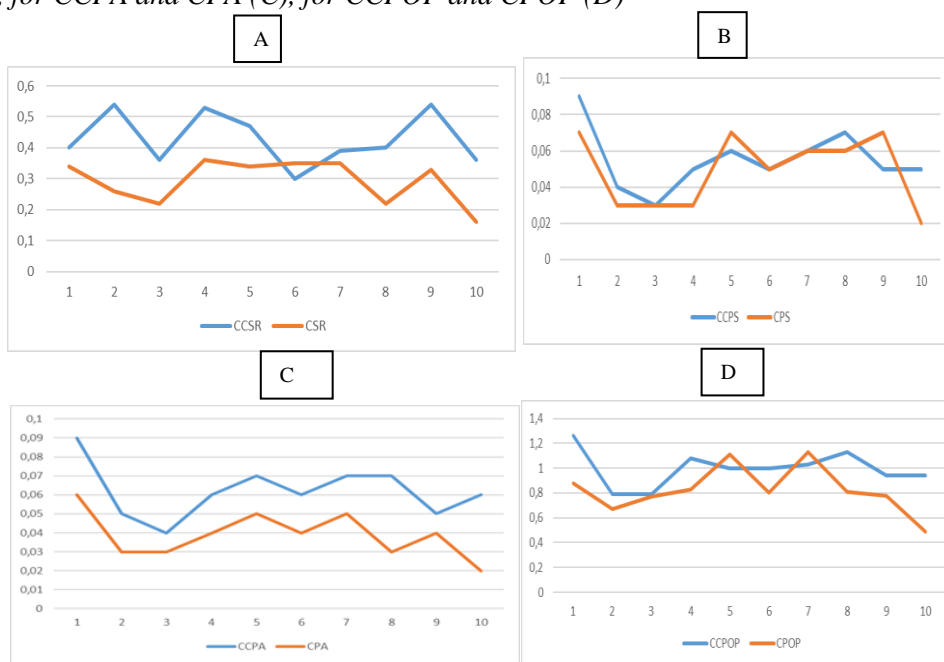 , for CCPA and CPA (C), for CCPOP and CPOP (D)
A
B
0,6
0,5
0,4
0,3
0,2
0,1
0
1 2 3 4 5 6 7 8 9 10
CCSR CSR
0,1
0,08
0,06
0,04
0,02
0
1 2 3 4 5 6 7 8 9 10
CCPS CPS
C
D
0,1
0,09
0,08
0,07
0,06
0,05
0,04
0,03
0,02
0,01
0
1 2 3 4 5 6 7 8 9 10
CCPA CPA
1,4
1,2
1
0,8
0,6
0,4
0,2
0
1 2 3 4 5 6 7 8 9 10
CCPOP CPOP